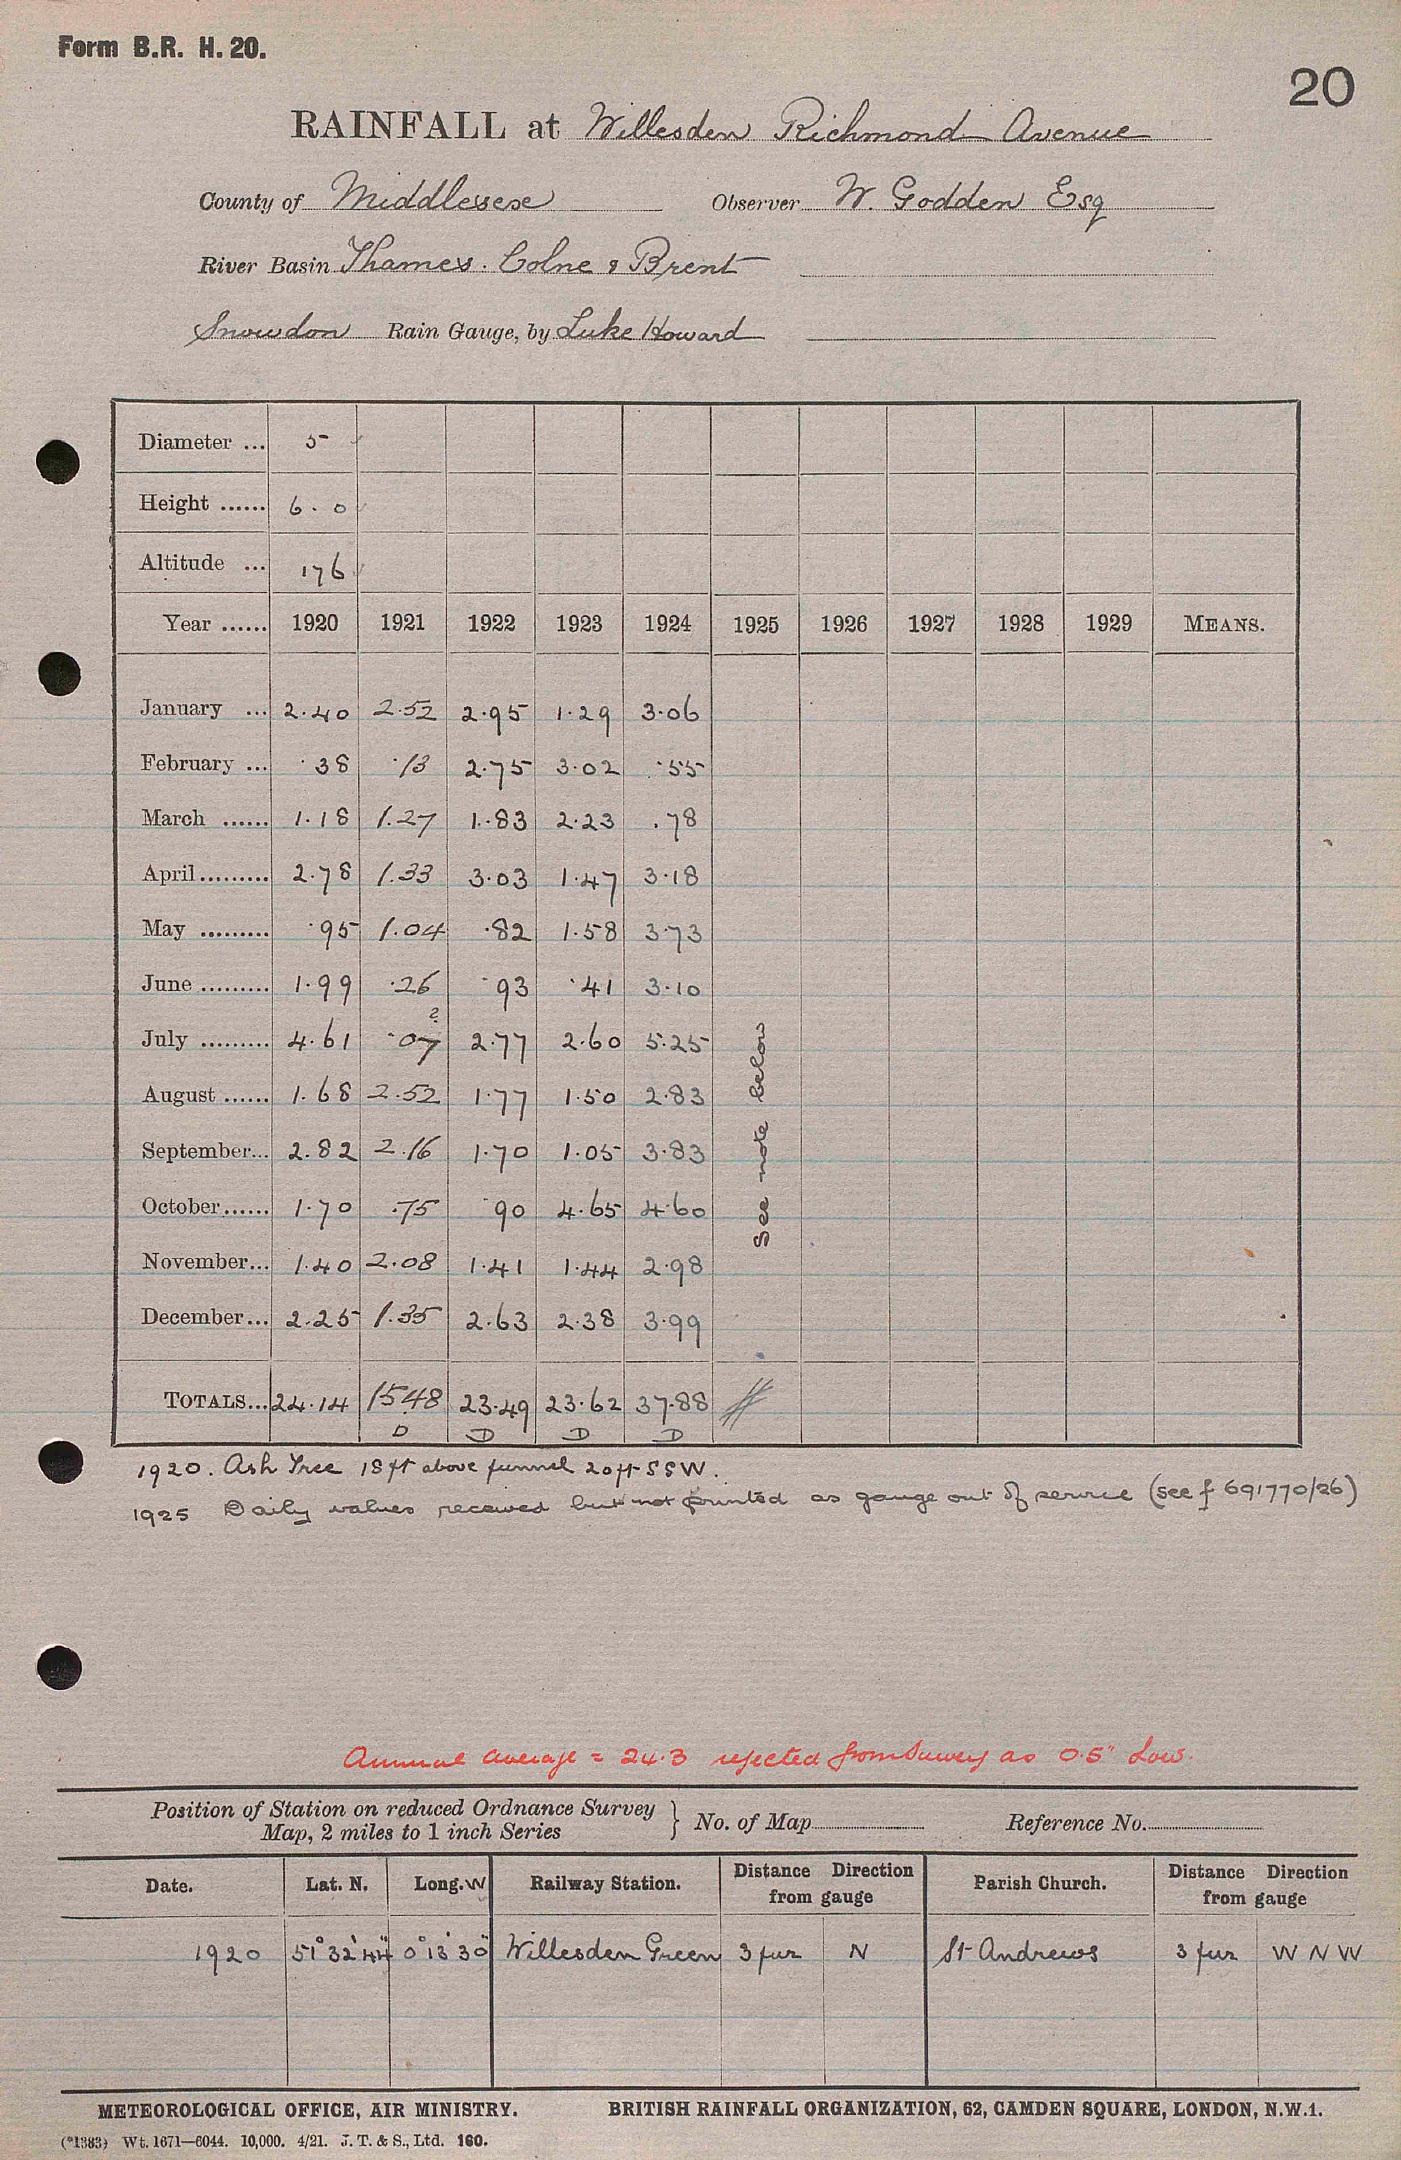 Form B.R. H. 20.
20
RAINFALL at Willesden Richmond Avenue
County of Middlesex Observer W. Godden Esq
River Basin Thames. Colne & Brent
Snowdon Rain Gauge, by Luke Howard
Diameter ... 5
Height ...... 6. 0
Altitude ... 176
Year ...... 1920 1921 1922 1923 1924 1925 1926 1927 1928 1929 MEANS.
January ... 2.40 2.52 2.95 1.29 3.06
February ... .38 .13 2.75 3.02 .55
March ...... 1.18 1.27 1.83 2.23 .78
April ......... 2.78 1.33 3.03 1.47 3.18
May ......... .95 1.04 .82 1.58 3.73
June ......... 1.99 .26 .93 .41 3.10
July ......... 4.61 .07 ? 2.77 2.60 5.25
August ...... 1.68 2.52 1.77 1.50 2.83
September... 2.82 2.16 1.70 1.05 3.83
October...... 1.70 .75 .90 4.65 4.60
November... 1.40 2.08 1.41 1.44 2.98
December... 2.25 1.35 2.63 2.38 3.99
See note below
TOTALS... 24.14 15.48 23.49 23.62 37.88
D D D D
1920. Ash Tree 18 ft above funnel 20 ft SSW.
1925 Daily values received but not printed as gauge out of service (see f 691770/26)
Annual average = 24.3 rejected from Survey as 0.5" Low.
Position of Station on reduced Ordnance Survey
Map, 2 miles to 1 inch Series } No. of Map Reference No.
Date. Lat. N. Long. W Railway Station. Distance Direction from gauge Parish Church. Distance Direction from gauge
1920 51° 32' 44" 0° 13' 30" Willesden Green 3 fur N St Andrews 3 fur W N W
METEOROLOGICAL OFFICE, AIR MINISTRY. BRITISH RAINFALL ORGANIZATION, 62, CAMDEN SQUARE, LONDON, N.W.1.
(*1383) Wt. 1671—6044. 10,000. 4/21. J. T. & S., Ltd. 160.